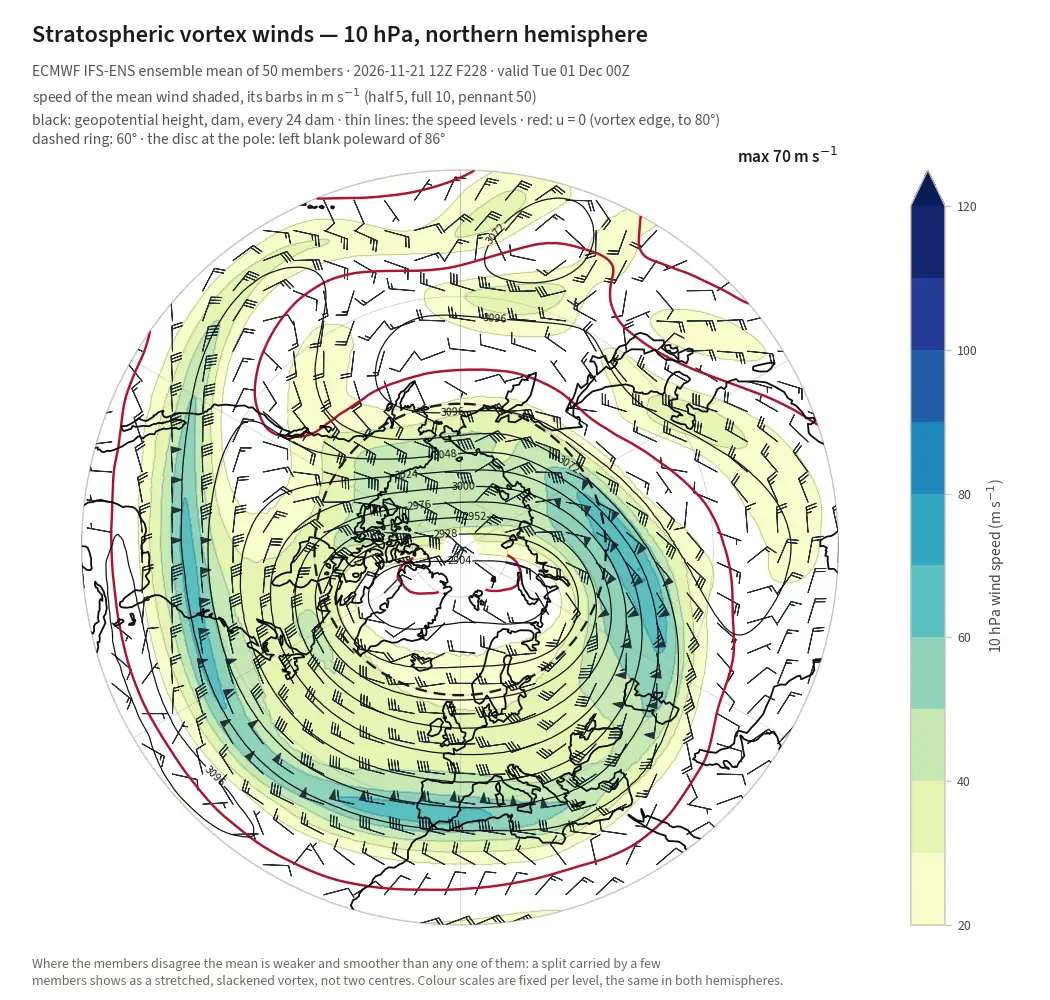 Stratospheric vortex winds — 10 hPa, northern hemisphere
ECMWF IFS-ENS ensemble mean of 50 members · 2026-11-21 12Z F228 · valid Tue 01 Dec 00Z
speed of the mean wind shaded, its barbs in m s⁻¹ (half 5, full 10, pennant 50)
black: geopotential height, dam, every 24 dam · thin lines: the speed levels · red: u = 0 (vortex edge, to 80°)
dashed ring: 60° · the disc at the pole: left blank poleward of 86°
max 70 m s⁻¹
120
100
80
60
40
20
10 hPa wind speed (m s⁻¹)
3072
3096
3096
3048
3072
3000
2976
2952
2928
2904
Where the members disagree the mean is weaker and smoother than any one of them: a split carried by a few
members shows as a stretched, slackened vortex, not two centres. Colour scales are fixed per level, the same in both hemispheres.